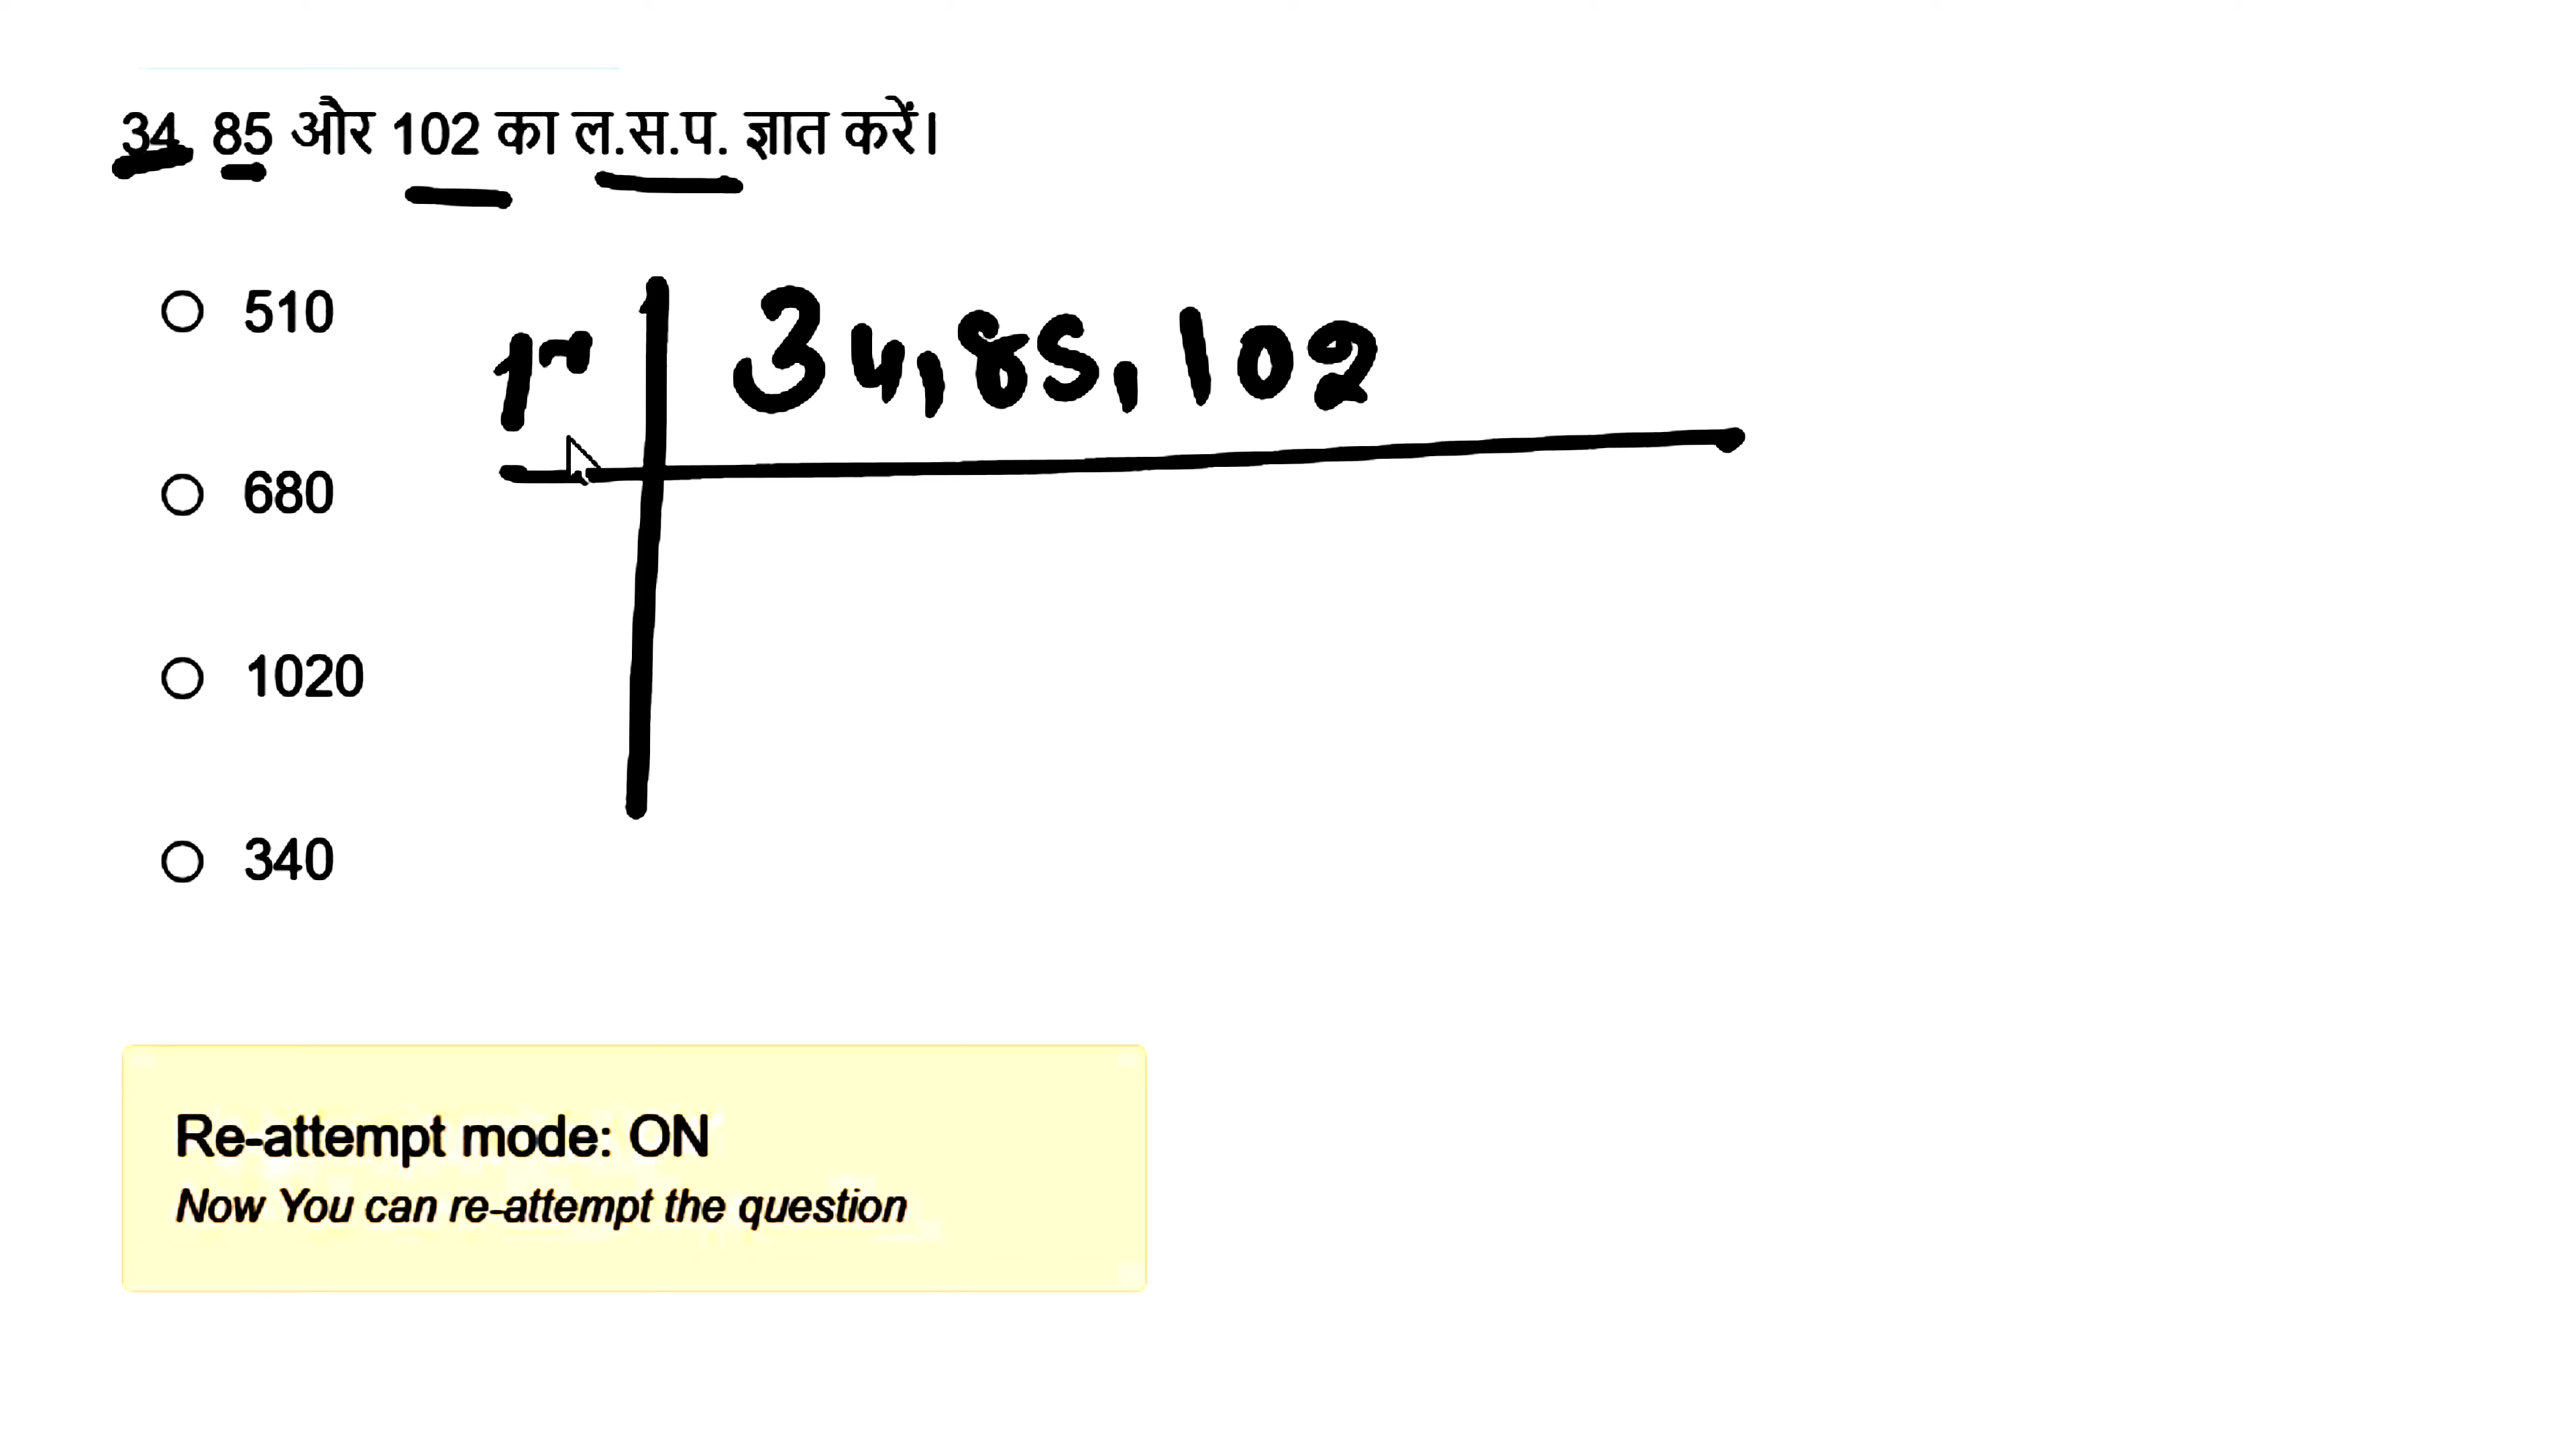 34, 85 और 102 का ल.स.प. ज्ञात करें।
510
34,85,102
680
1020
340
Re-attempt mode: ON
Now You can re-attempt the question